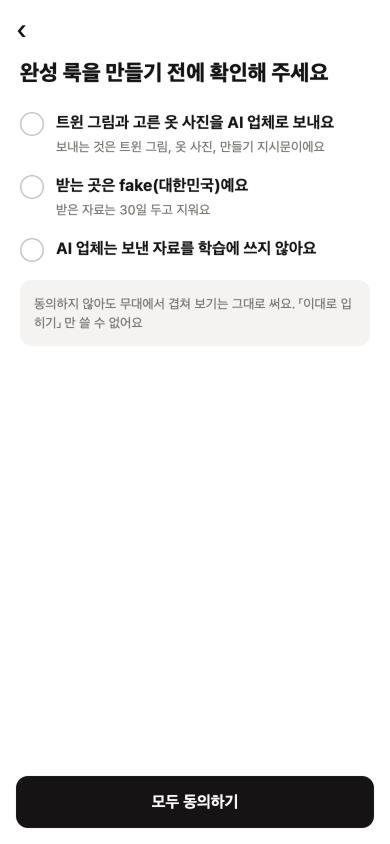 완성 룩을 만들기 전에 확인해 주세요
트윈 그림과 고른 옷 사진을 AI 업체로 보내요
보내는 것은 트윈 그림, 옷 사진, 만들기 지시문이에요
받는 곳은 fake(대한민국)예요
받은 자료는 30일 두고 지워요
AI 업체는 보낸 자료를 학습에 쓰지 않아요
동의하지 않아도 무대에서 겹쳐 보기는 그대로 써요. 「이대로 입
히기」만 쓸 수 없어요
모두 동의하기